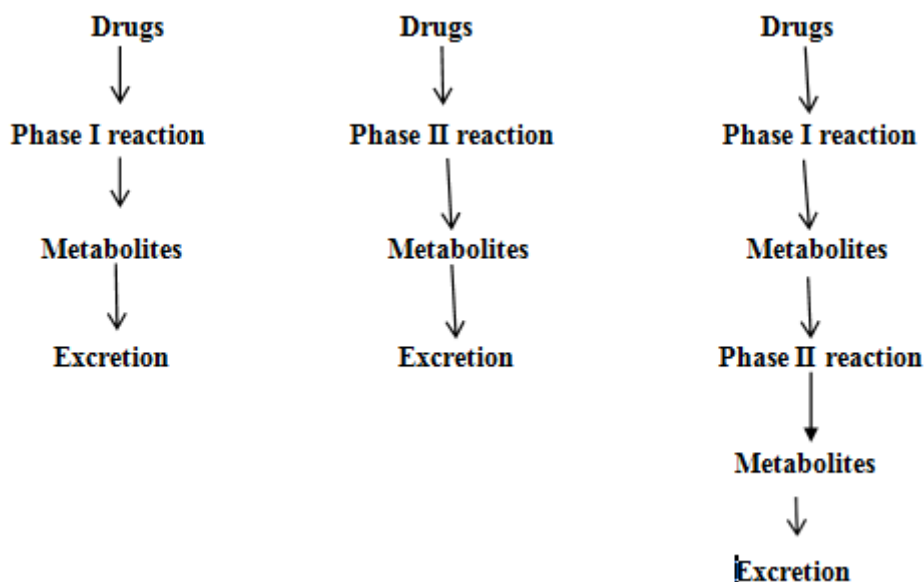 Drugs Drugs Drugs
Phase I reaction Phase II reaction Phase I reaction
Metabolites Metabolites Metabolites
Excretion Excretion Phase II reaction
Metabolites
Excretion